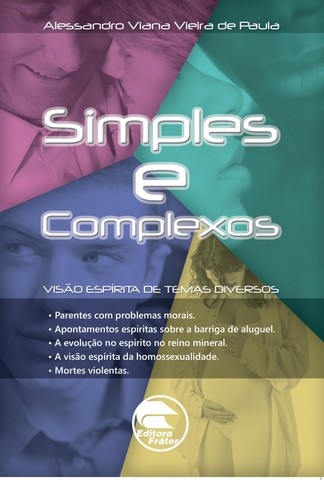 Alessandro Viana Vieira de Paula
Simples
e
Complexos
VISÃO ESPÍRITA DE TEMAS DIVERSOS
• Parentes com problemas morais.
• Apontamentos espíritas sobre a barriga de aluguel.
• A evolução no espírito no reino mineral.
• A visão espírita da homossexualidade.
• Mortes violentas.
Editora
Fráter